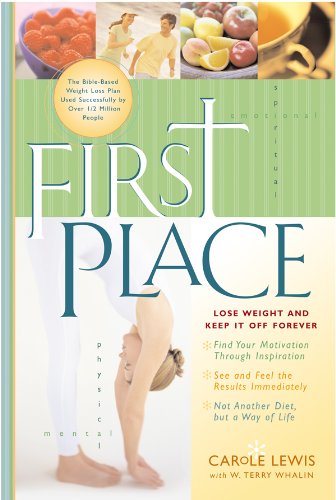 The Bible-Based
Weight Loss Plan
Used Successfully by
Over 1/2 Million
People
emotional
spiritual
FIRST
PLACE
LOSE WEIGHT AND
KEEP IT OFF FOREVER
Find Your Motivation
Through Inspiration
See and Feel the
Results Immediately
Not Another Diet,
but a Way of Life
physical
mental
CAROLE LEWIS
with W. TERRY WHALIN